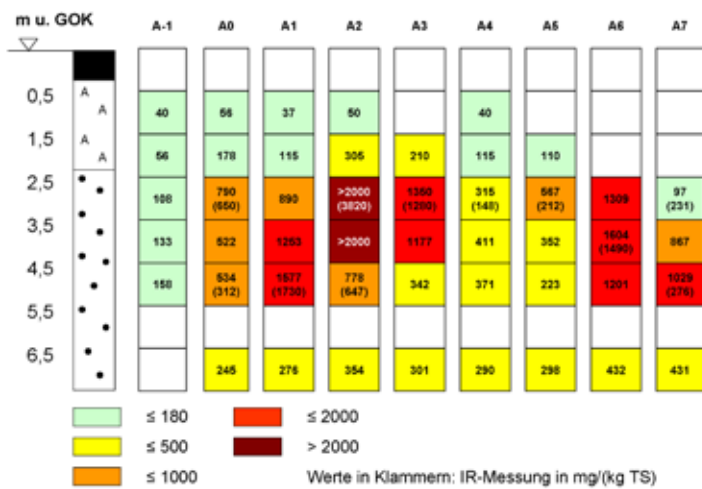 m u. GOK
A-1 A0 A1 A2 A3 A4 A5 A6 A7
0,5 A
A 40 56 37 50 40
1,5 A
A 56 178 115 305 210 115 110
2,5 108 790 (650) 890 >2000 (3820) 1350 (1200) 315 (148) 567 (212) 1309 97 (231)
3,5 133 522 1253 >2000 1177 411 352 1604 (1490) 867
4,5 158 534 (312) 1577 (1730) 778 (647) 342 371 223 1201 1029 (276)
5,5
6,5 245 276 354 301 290 298 432 431
≤ 180 ≤ 2000
≤ 500 > 2000
≤ 1000 Werte in Klammern: IR-Messung in mg/(kg TS)